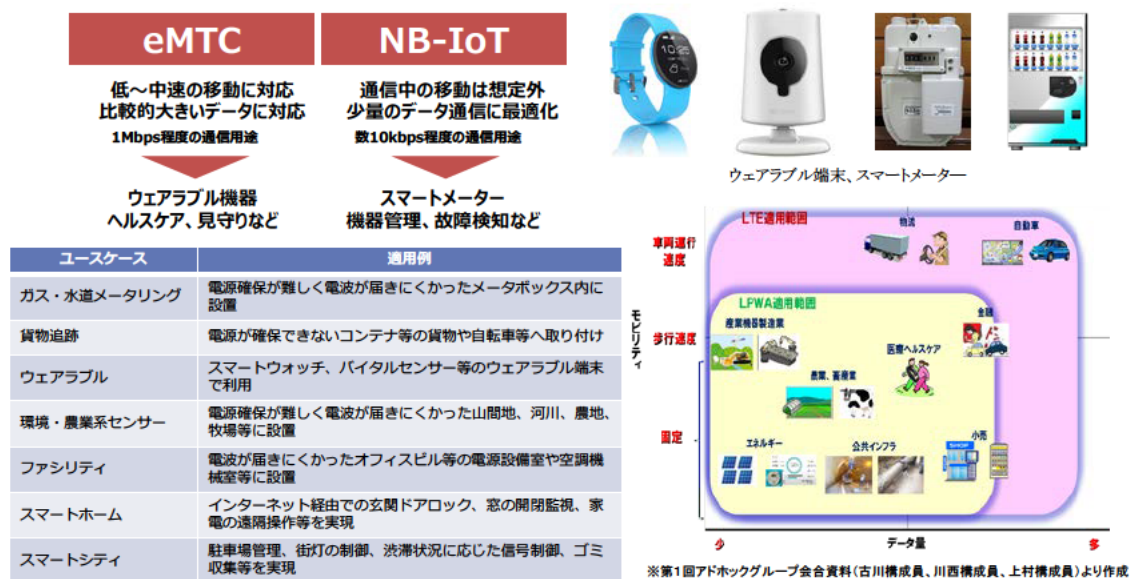 eMTC
NB-IoT
低～中速の移動に対応
比較的大きいデータに対応
1Mbps程度の通信用途
通信中の移動は想定外
少量のデータ通信に最適化
数10kbps程度の通信用途
ウェアラブル機器
ヘルスケア、見守りなど
スマートメーター
機器管理、故障検知など
ウェアラブル端末、スマートメーター
ユースケース
適用例
ガス・水道メータリング
電源確保が難しく電波が届きにくかったメータボックス内に
設置
貨物追跡
電源が確保できないコンテナ等の貨物や自転車等へ取り付け
ウェアラブル
スマートウォッチ、バイタルセンサー等のウェアラブル端末
で利用
環境・農業系センサー
電源確保が難しく電波が届きにくかった山間地、河川、農地、
牧場等に設置
ファシリティ
電波が届きにくかったオフィスビル等の電源設備室や空調機
械室等に設置
スマートホーム
インターネット経由での玄関ドアロック、窓の開閉監視、家
電の遠隔操作等を実現
スマートシティ
駐車場管理、街灯の制御、渋滞状況に応じた信号制御、ゴミ
収集等を実現
モビリティ
車両運行
速度
歩行速度
固定
LTE適用範囲
物流
自動車
LPWA適用範囲
産業機器製造業
金融
医療ヘルスケア
農業、畜産業
エネルギー
公共インフラ
小売
SHOP
少
データ量
多
※第1回アドホックグループ会合資料（古川構成員、川西構成員、上村構成員）より作成